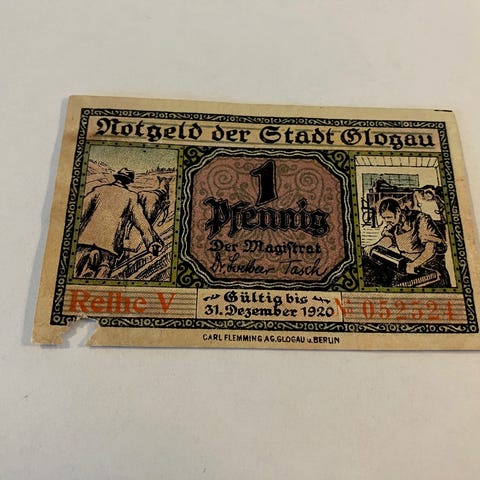 Notgeld der Stadt Glogau
1
Pfennig
Der Magistrat
Reihe V
Gültig bis
31. Dezember 1920
№ 052524
CARL FLEMMING A.G. GLOGAU u. BERLIN